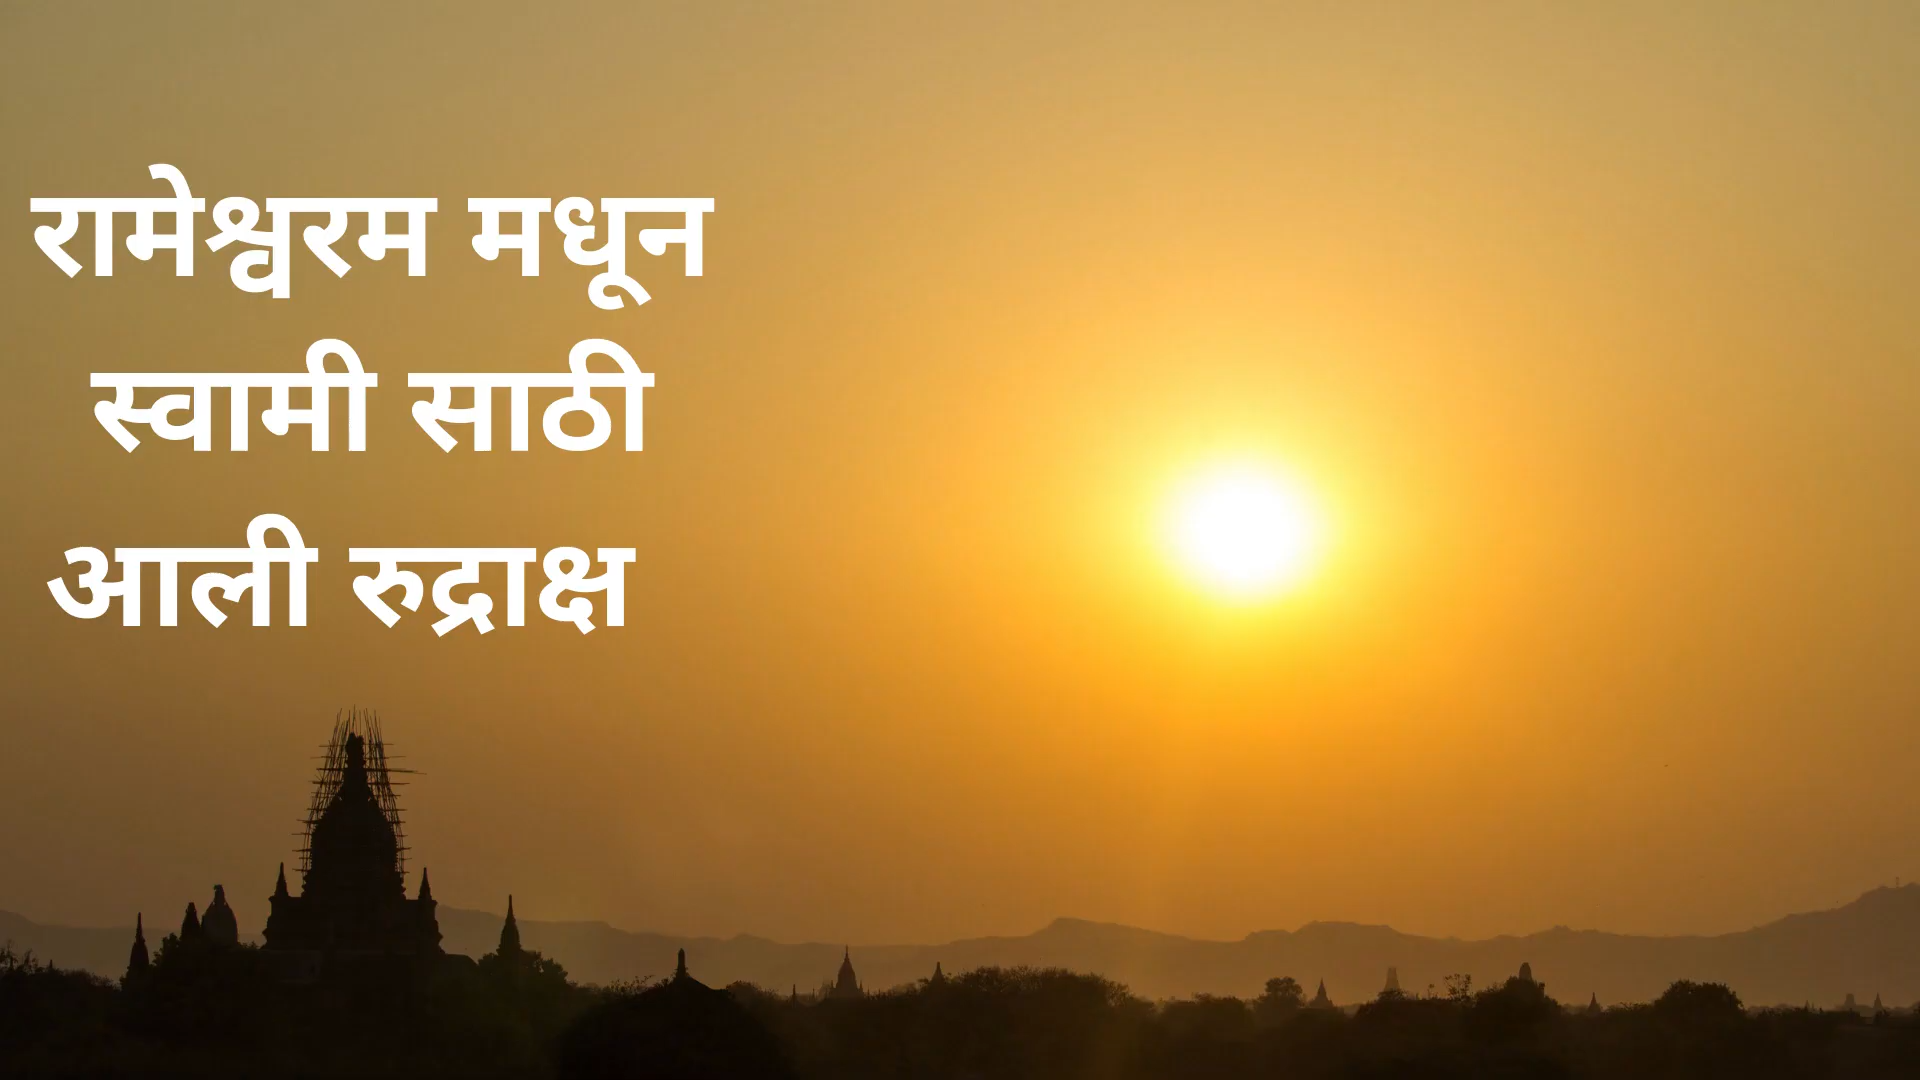 रामेश्वरम मधून
स्वामी साठी
आली रुद्राक्ष